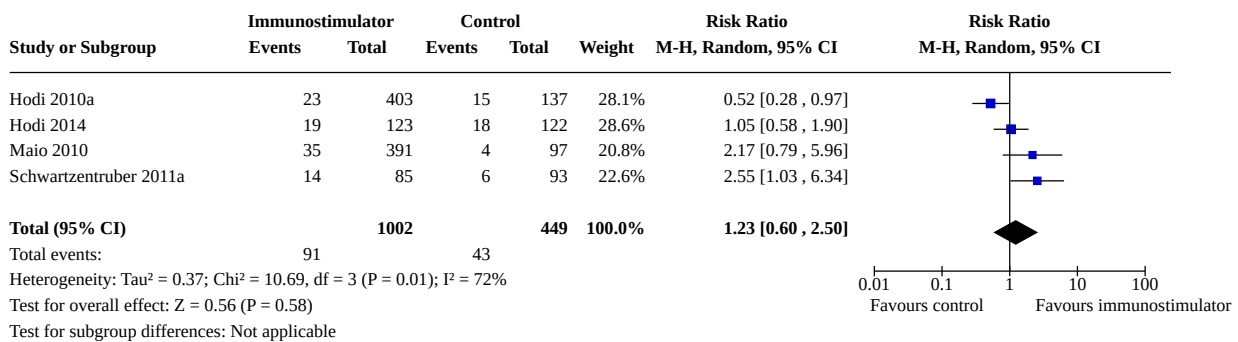 Immunostimulator Control Risk Ratio Risk Ratio
Study or Subgroup Events Total Events Total Weight M-H, Random, 95% CI M-H, Random, 95% CI
Hodi 2010a 23 403 15 137 28.1% 0.52 [0.28 , 0.97]
Hodi 2014 19 123 18 122 28.6% 1.05 [0.58 , 1.90]
Maio 2010 35 391 4 97 20.8% 2.17 [0.79 , 5.96]
Schwartzentruber 2011a 14 85 6 93 22.6% 2.55 [1.03 , 6.34]
Total (95% CI) 1002 449 100.0% 1.23 [0.60 , 2.50]
Total events: 91 43
Heterogeneity: Tau² = 0.37; Chi² = 10.69, df = 3 (P = 0.01); I² = 72%
0.01 0.1 1 10 100
Test for overall effect: Z = 0.56 (P = 0.58) Favours control Favours immunostimulator
Test for subgroup differences: Not applicable